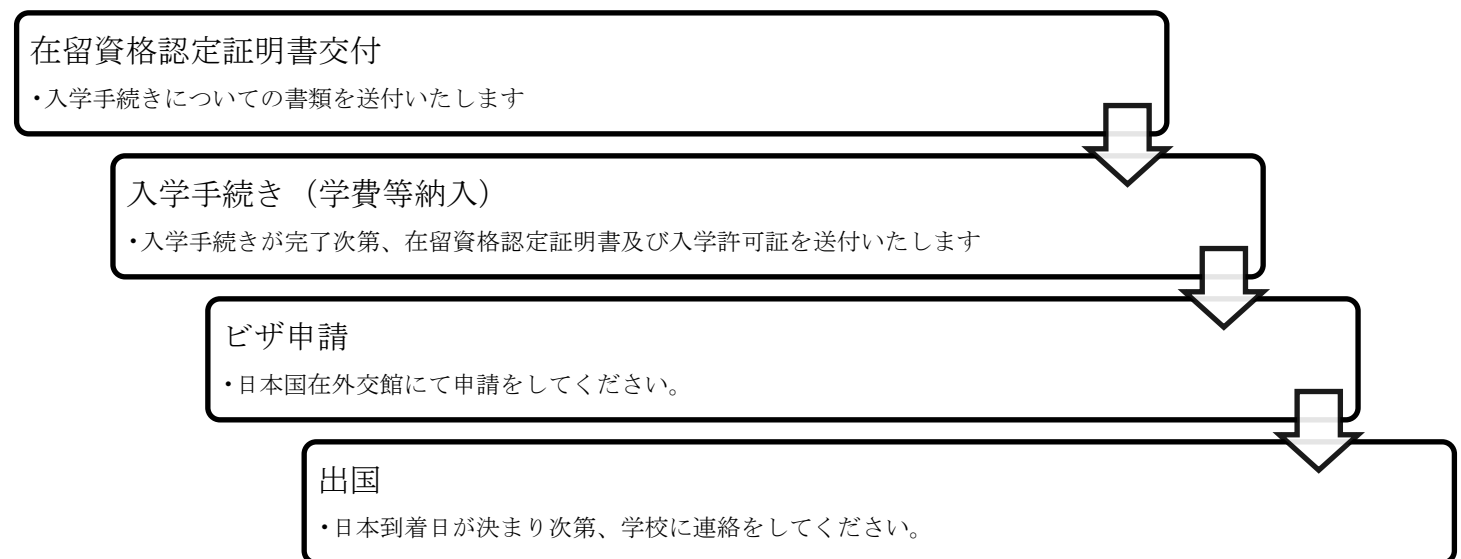 在留資格認定証明書交付
・入学手続きについての書類を送付いたします
入学手続き（学費等納入）
・入学手続きが完了次第、在留資格認定証明書及び入学許可証を送付いたします
ビザ申請
・日本国在外交館にて申請をしてください。
出国
・日本到着日が決まり次第、学校に連絡をしてください。